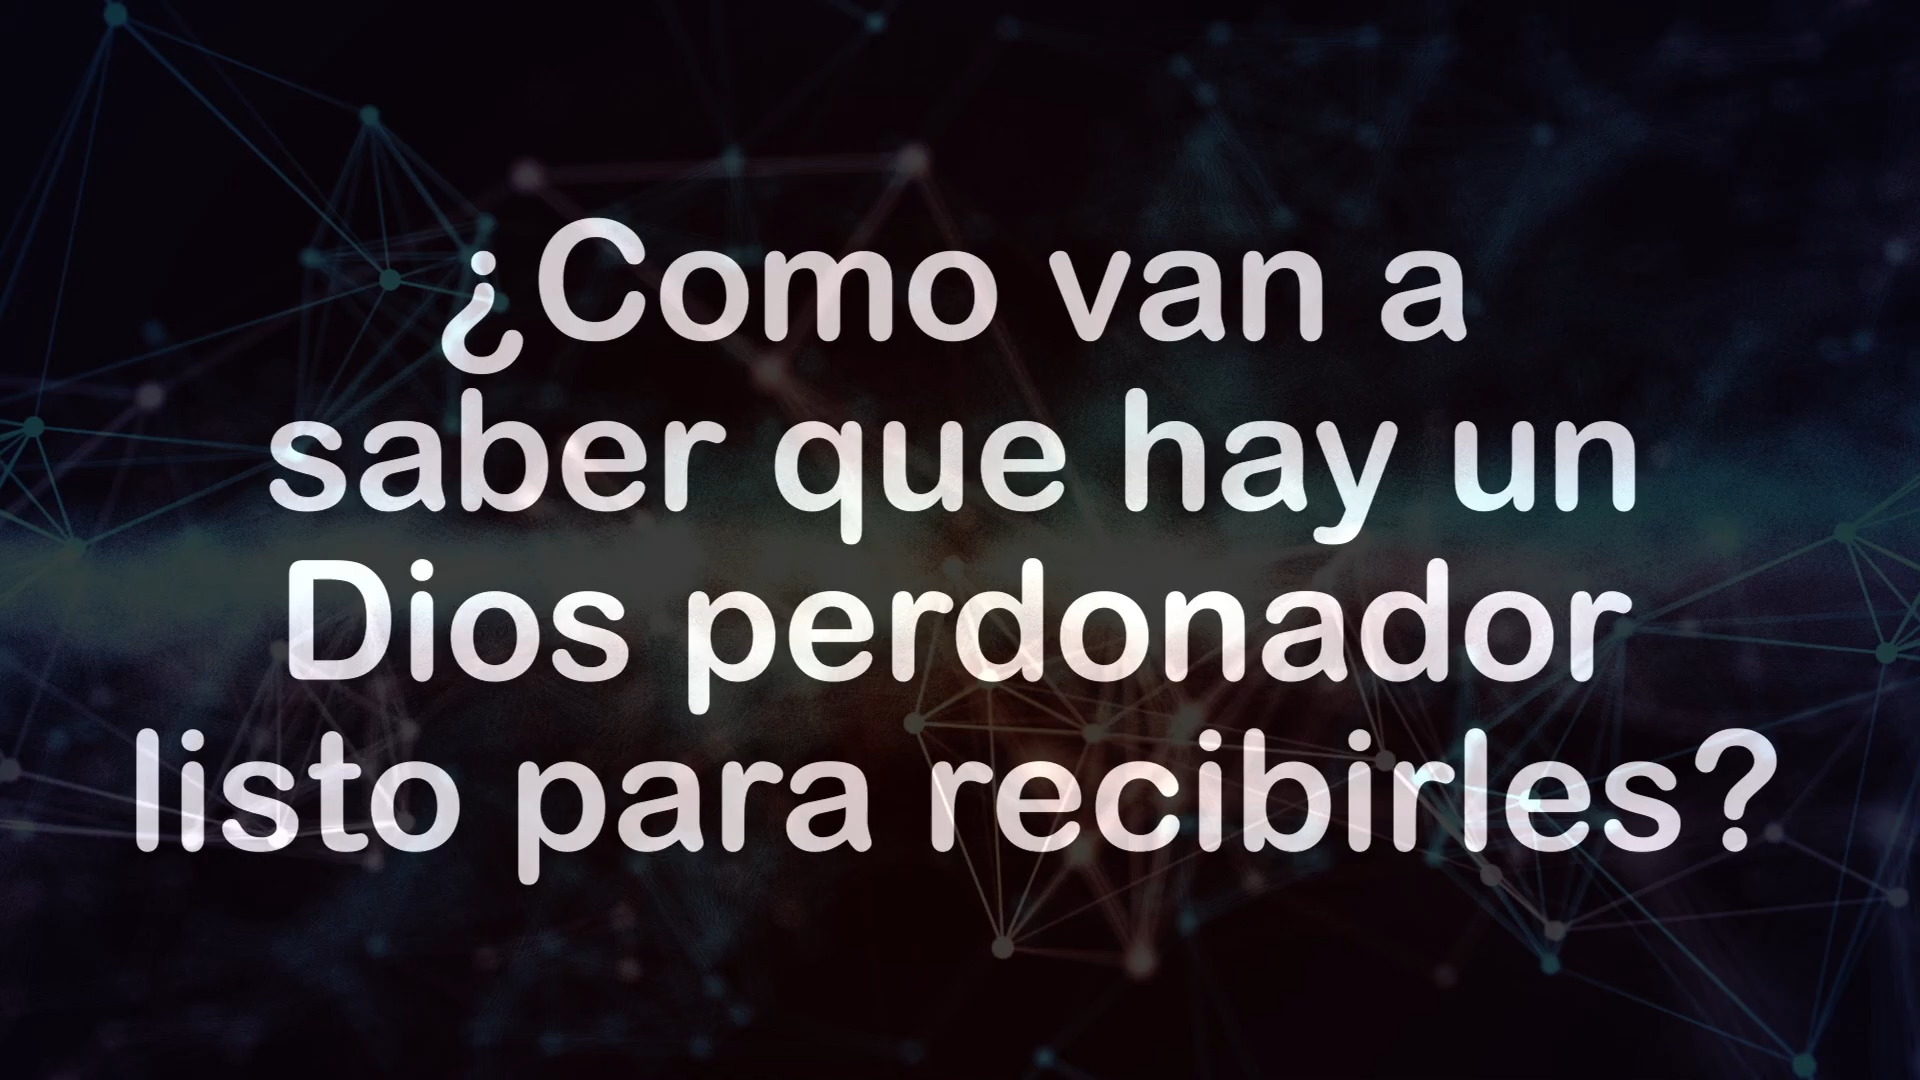 ¿Como van a
saber que hay un
Dios perdonador
listo para recibirles?